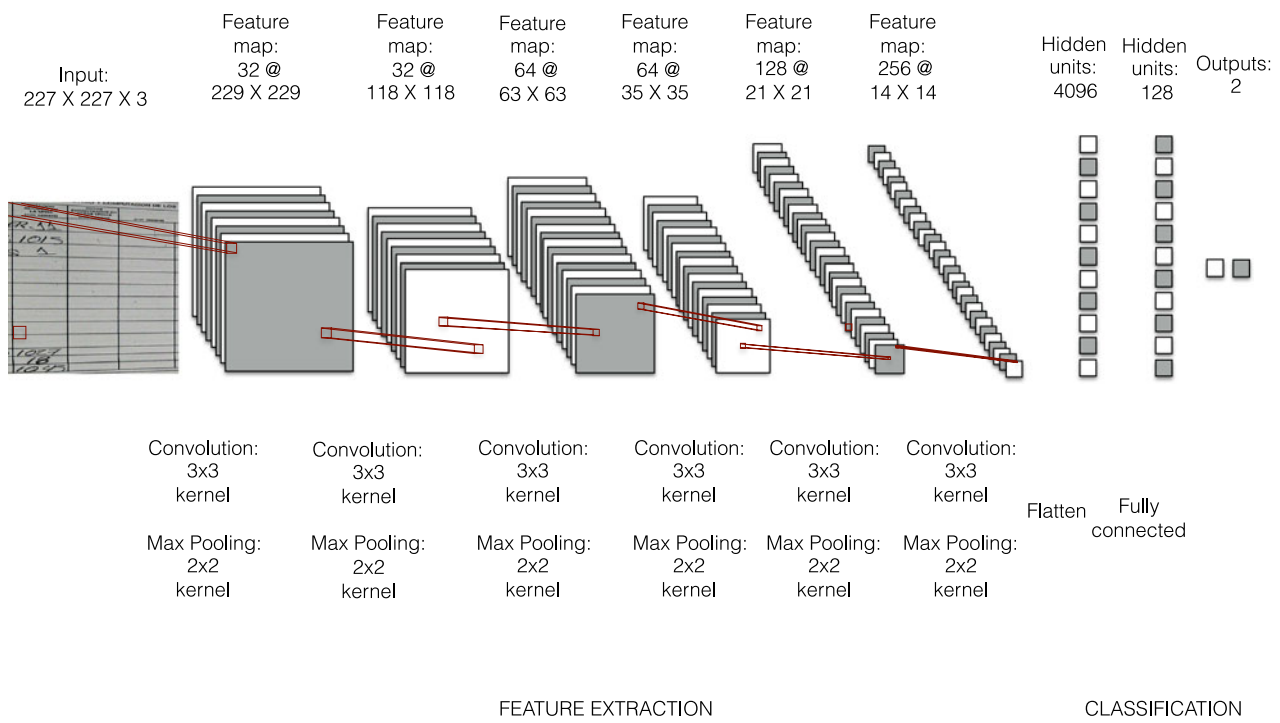 Input:
227 X 227 X 3
Feature
map:
32 @
229 X 229
Feature
map:
32 @
118 X 118
Feature
map:
64 @
63 X 63
Feature
map:
64 @
35 X 35
Feature
map:
128 @
21 X 21
Feature
map:
256 @
14 X 14
Hidden
units:
4096
Hidden
units:
128
Outputs:
2
1015
Convolution:
3x3
kernel
Convolution:
3x3
kernel
Convolution:
3x3
kernel
Convolution:
3x3
kernel
Convolution:
3x3
kernel
Convolution:
3x3
kernel
Flatten
Fully
connected
Max Pooling:
2x2
kernel
Max Pooling:
2x2
kernel
Max Pooling:
2x2
kernel
Max Pooling:
2x2
kernel
Max Pooling:
2x2
kernel
Max Pooling:
2x2
kernel
FEATURE EXTRACTION
CLASSIFICATION